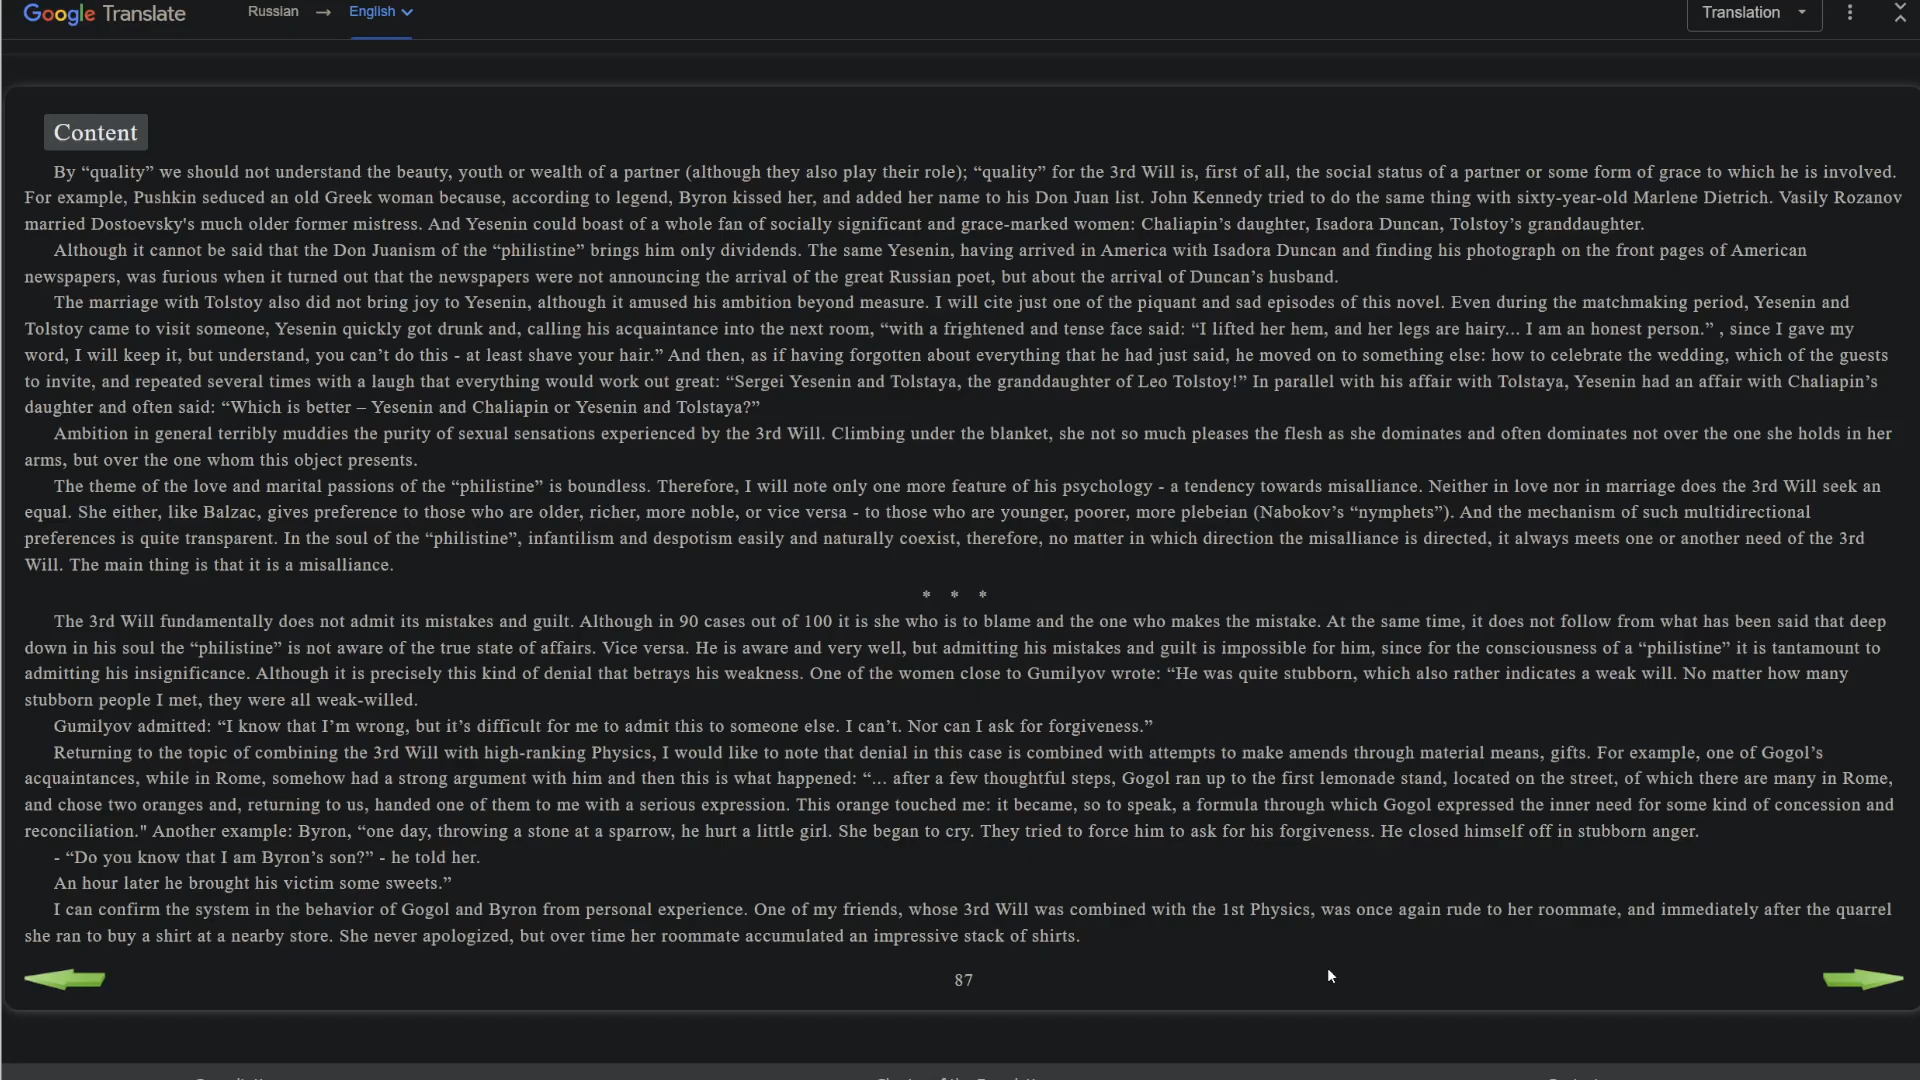 Google Translate
Russian → English
Translation
Content
By “quality” we should not understand the beauty, youth or wealth of a partner (although they also play their role); “quality” for the 3rd Will is, first of all, the social status of a partner or some form of grace to which he is involved.
For example, Pushkin seduced an old Greek woman because, according to legend, Byron kissed her, and added her name to his Don Juan list. John Kennedy tried to do the same thing with sixty-year-old Marlene Dietrich. Vasily Rozanov
married Dostoevsky's much older former mistress. And Yesenin could boast of a whole fan of socially significant and grace-marked women: Chaliapin’s daughter, Isadora Duncan, Tolstoy’s granddaughter.
Although it cannot be said that the Don Juanism of the “philistine” brings him only dividends. The same Yesenin, having arrived in America with Isadora Duncan and finding his photograph on the front pages of American
newspapers, was furious when it turned out that the newspapers were not announcing the arrival of the great Russian poet, but about the arrival of Duncan’s husband.
The marriage with Tolstoy also did not bring joy to Yesenin, although it amused his ambition beyond measure. I will cite just one of the piquant and sad episodes of this novel. Even during the matchmaking period, Yesenin and
Tolstoy came to visit someone, Yesenin quickly got drunk and, calling his acquaintance into the next room, “with a frightened and tense face said: “I lifted her hem, and her legs are hairy... I am an honest person.” , since I gave my
word, I will keep it, but understand, you can’t do this - at least shave your hair.” And then, as if having forgotten about everything that he had just said, he moved on to something else: how to celebrate the wedding, which of the guests
to invite, and repeated several times with a laugh that everything would work out great: “Sergei Yesenin and Tolstaya, the granddaughter of Leo Tolstoy!” In parallel with his affair with Tolstaya, Yesenin had an affair with Chaliapin’s
daughter and often said: “Which is better – Yesenin and Chaliapin or Yesenin and Tolstaya?”
Ambition in general terribly muddies the purity of sexual sensations experienced by the 3rd Will. Climbing under the blanket, she not so much pleases the flesh as she dominates and often dominates not over the one she holds in her
arms, but over the one whom this object presents.
The theme of the love and marital passions of the “philistine” is boundless. Therefore, I will note only one more feature of his psychology - a tendency towards misalliance. Neither in love nor in marriage does the 3rd Will seek an
equal. She either, like Balzac, gives preference to those who are older, richer, more noble, or vice versa - to those who are younger, poorer, more plebeian (Nabokov’s “nymphets”). And the mechanism of such multidirectional
preferences is quite transparent. In the soul of the “philistine”, infantilism and despotism easily and naturally coexist, therefore, no matter in which direction the misalliance is directed, it always meets one or another need of the 3rd
Will. The main thing is that it is a misalliance.
* * *
The 3rd Will fundamentally does not admit its mistakes and guilt. Although in 90 cases out of 100 it is she who is to blame and the one who makes the mistake. At the same time, it does not follow from what has been said that deep
down in his soul the “philistine” is not aware of the true state of affairs. Vice versa. He is aware and very well, but admitting his mistakes and guilt is impossible for him, since for the consciousness of a “philistine” it is tantamount to
admitting his insignificance. Although it is precisely this kind of denial that betrays his weakness. One of the women close to Gumilyov wrote: “He was quite stubborn, which also rather indicates a weak will. No matter how many
stubborn people I met, they were all weak-willed.
Gumilyov admitted: “I know that I’m wrong, but it’s difficult for me to admit this to someone else. I can’t. Nor can I ask for forgiveness.”
Returning to the topic of combining the 3rd Will with high-ranking Physics, I would like to note that denial in this case is combined with attempts to make amends through material means, gifts. For example, one of Gogol’s
acquaintances, while in Rome, somehow had a strong argument with him and then this is what happened: “... after a few thoughtful steps, Gogol ran up to the first lemonade stand, located on the street, of which there are many in Rome,
and chose two oranges and, returning to us, handed one of them to me with a serious expression. This orange touched me: it became, so to speak, a formula through which Gogol expressed the inner need for some kind of concession and
reconciliation." Another example: Byron, “one day, throwing a stone at a sparrow, he hurt a little girl. She began to cry. They tried to force him to ask for his forgiveness. He closed himself off in stubborn anger.
- “Do you know that I am Byron’s son?” - he told her.
An hour later he brought his victim some sweets.”
I can confirm the system in the behavior of Gogol and Byron from personal experience. One of my friends, whose 3rd Will was combined with the 1st Physics, was once again rude to her roommate, and immediately after the quarrel
she ran to buy a shirt at a nearby store. She never apologized, but over time her roommate accumulated an impressive stack of shirts.
87